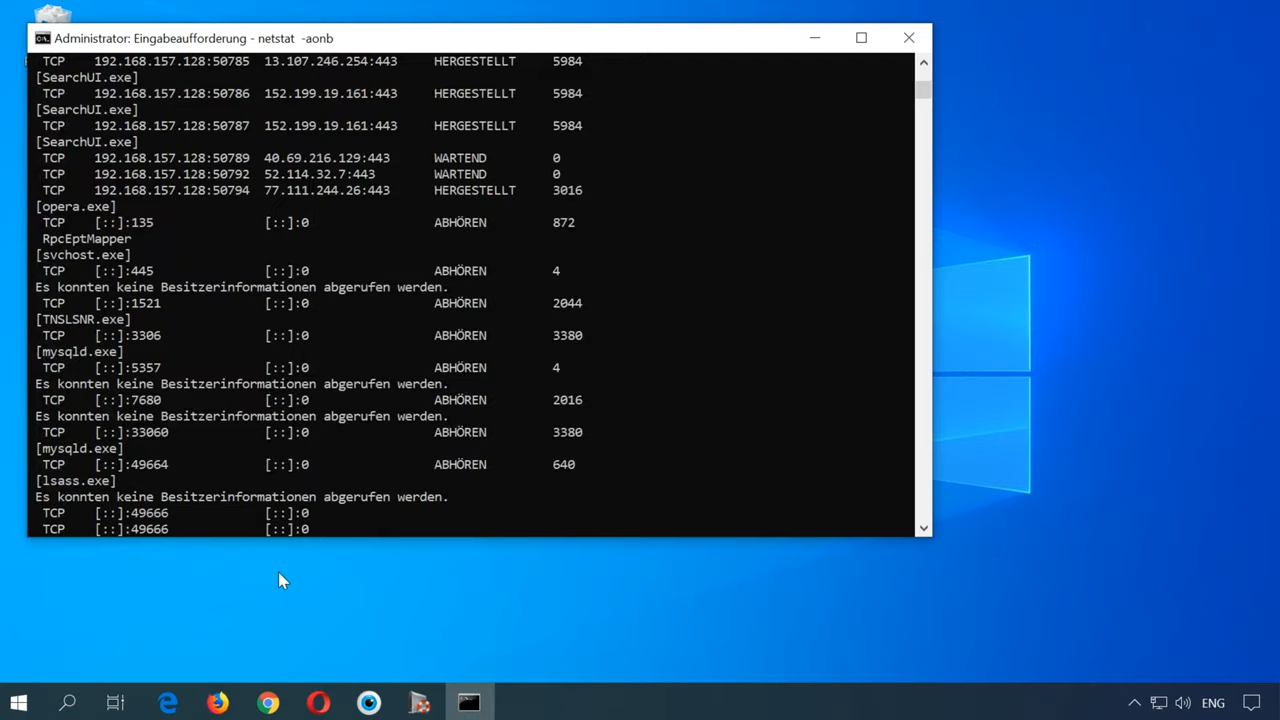 Administrator: Eingabeaufforderung - netstat -aonb
TCP 192.168.157.128:50785 13.107.246.254:443 HERGESTELLT 5984
[SearchUI.exe]
TCP 192.168.157.128:50786 152.199.19.161:443 HERGESTELLT 5984
[SearchUI.exe]
TCP 192.168.157.128:50787 152.199.19.161:443 HERGESTELLT 5984
[SearchUI.exe]
TCP 192.168.157.128:50789 40.69.216.129:443 WARTEND 0
TCP 192.168.157.128:50792 52.114.32.7:443 WARTEND 0
TCP 192.168.157.128:50794 77.111.244.26:443 HERGESTELLT 3016
[opera.exe]
TCP [::]:135 [::]:0 ABHÖREN 872
RpcEptMapper
[svchost.exe]
TCP [::]:445 [::]:0 ABHÖREN 4
Es konnten keine Besitzerinformationen abgerufen werden.
TCP [::]:1521 [::]:0 ABHÖREN 2044
[TNSLSNR.exe]
TCP [::]:3306 [::]:0 ABHÖREN 3380
[mysqld.exe]
TCP [::]:5357 [::]:0 ABHÖREN 4
Es konnten keine Besitzerinformationen abgerufen werden.
TCP [::]:7680 [::]:0 ABHÖREN 2016
Es konnten keine Besitzerinformationen abgerufen werden.
TCP [::]:33060 [::]:0 ABHÖREN 3380
[mysqld.exe]
TCP [::]:49664 [::]:0 ABHÖREN 640
[lsass.exe]
Es konnten keine Besitzerinformationen abgerufen werden.
TCP [::]:49666 [::]:0
TCP [::]:49666 [::]:0
ENG